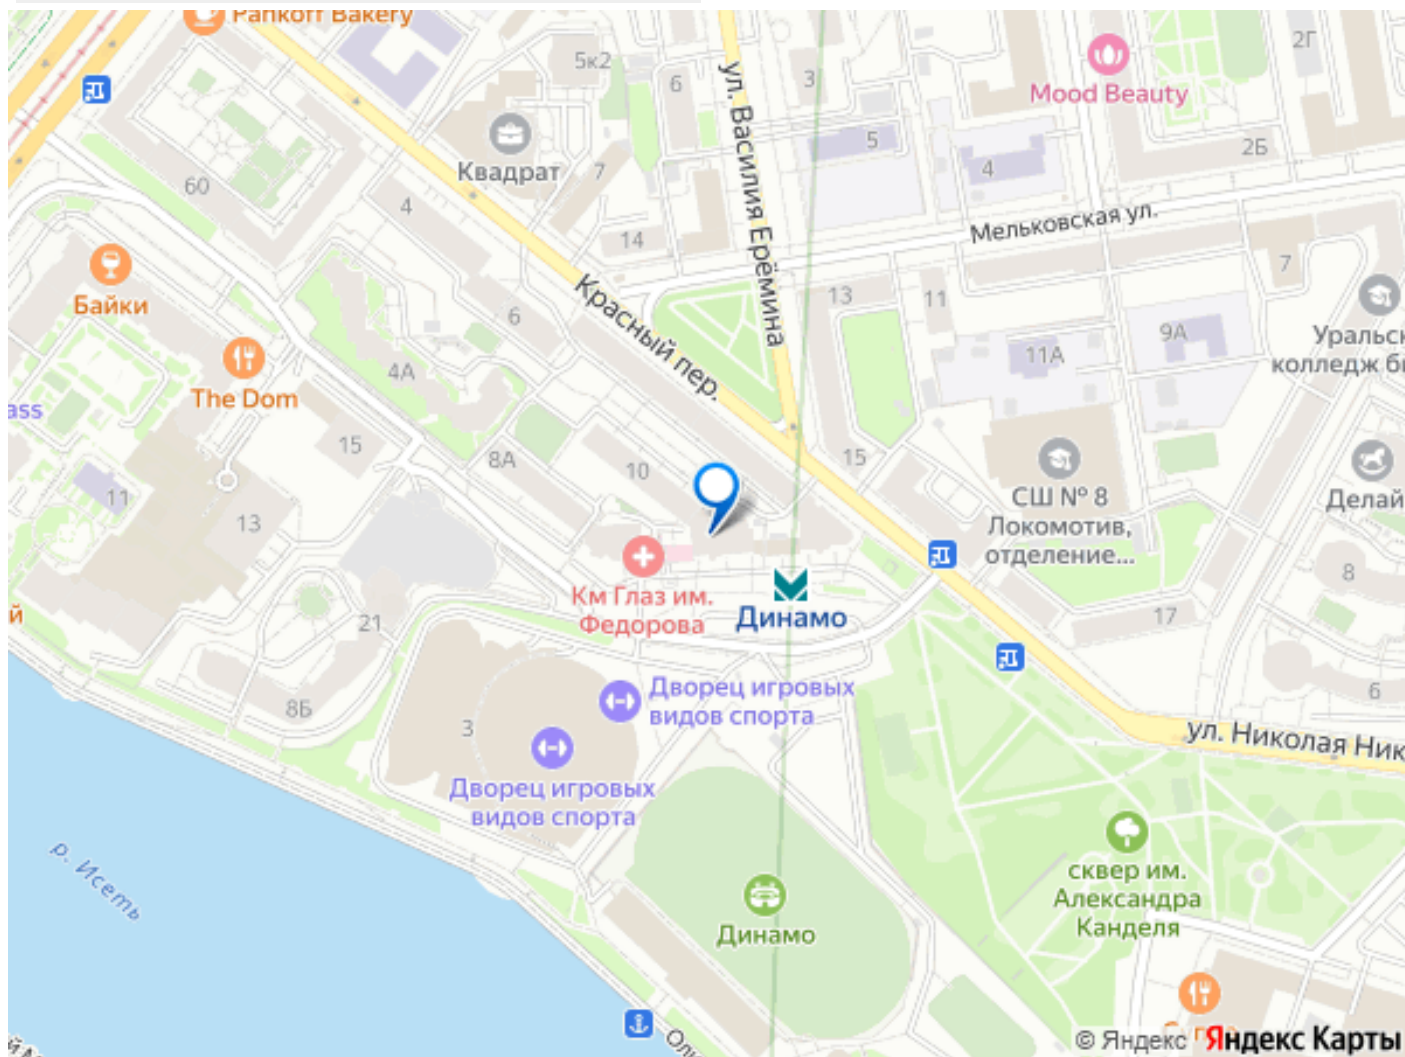 Pankoff Bakery
5к2
6
3
2Г
Mood Beauty
5
2Б
Квадрат
7
4
60
4
14
ул. Василия Ерёмина
Мельковская ул.
7
Байки
6
Красный пер.
13
11
Уральск
колледж би
9А
11А
4А
The Dom
ass
15
8А
10
15
СШ № 8
Локомотив,
отделение...
Делай
11
13
Км Глаз им.
Федорова
Динамо
8
17
й
21
6
8Б
Дворец игровых
видов спорта
3
Дворец игровых
видов спорта
ул. Николая Ник
р. Исеть
сквер им.
Александра
Канделя
Динамо
© Яндекс
Яндекс Карты